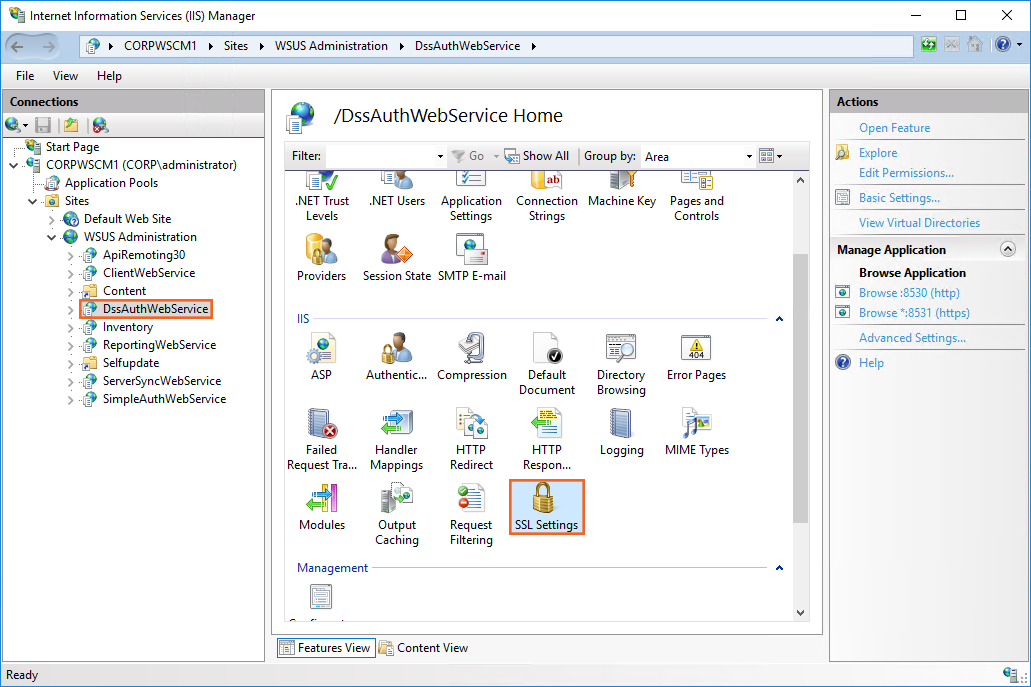 Internet Information Services (IIS) Manager
CORPWSCM1 Sites WSUS Administration DssAuthWebService
File View Help
Connections
Start Page
CORPWSCM1 (CORP\administrator)
Application Pools
Sites
Default Web Site
WSUS Administration
ApiRemoting30
ClientWebService
Content
DssAuthWebService
Inventory
ReportingWebService
Selfupdate
ServerSyncWebService
SimpleAuthWebService
/DssAuthWebService Home
Filter: Go Show All Group by: Area
.NET Trust Levels
.NET Users
Application Settings
Connection Strings
Machine Key
Pages and Controls
Providers
Session State
SMTP E-mail
IIS
ASP
Authentic...
Compression
Default Document
Directory Browsing
Error Pages
Failed Request Tra...
Handler Mappings
HTTP Redirect
HTTP Respon...
Logging
MIME Types
Modules
Output Caching
Request Filtering
SSL Settings
Management
Features View
Content View
Actions
Open Feature
Explore
Edit Permissions...
Basic Settings...
View Virtual Directories
Manage Application
Browse Application
Browse :8530 (http)
Browse *:8531 (https)
Advanced Settings...
Help
Ready